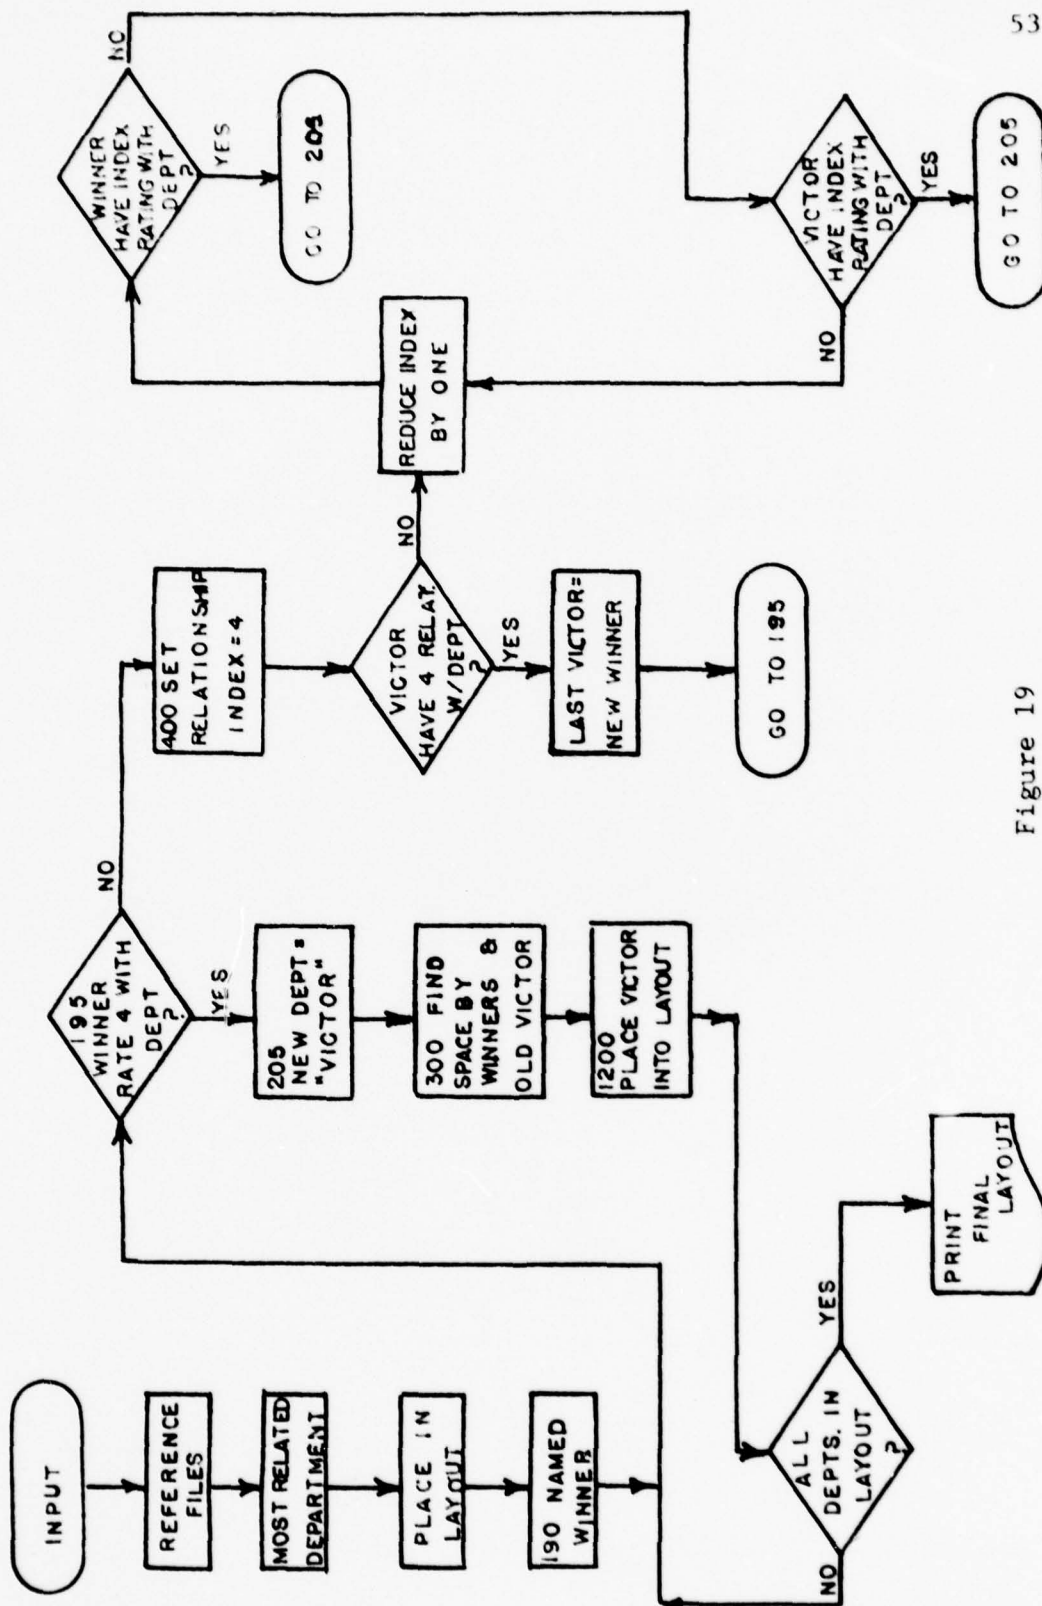 53
INPUT
REFERENCE
FILES
MOST RELATED
DEPARTMENT
PLACE IN
LAYOUT
190 NAMED
WINNER
195
WINNER
RATE 4 WITH
DEPT
?
YES
NO
205
NEW DEPT=
"VICTOR"
300 FIND
SPACE BY
WINNERS &
OLD VICTOR
1200
PLACE VICTOR
INTO LAYOUT
ALL
DEPTS. IN
LAYOUT
?
NO
YES
PRINT
FINAL
LAYOUT
400 SET
RELATIONSHIP
INDEX=4
VICTOR
HAVE 4 RELAT.
W/DEPT
?
NO
YES
LAST VICTOR=
NEW WINNER
GO TO 195
REDUCE INDEX
BY ONE
WINNER
HAVE INDEX
RATING WITH
DEPT
?
NO
YES
GO TO
VICTOR
HAVE INDEX
RATING WITH
DEPT
?
NO
YES
GO TO 205
Figure 19